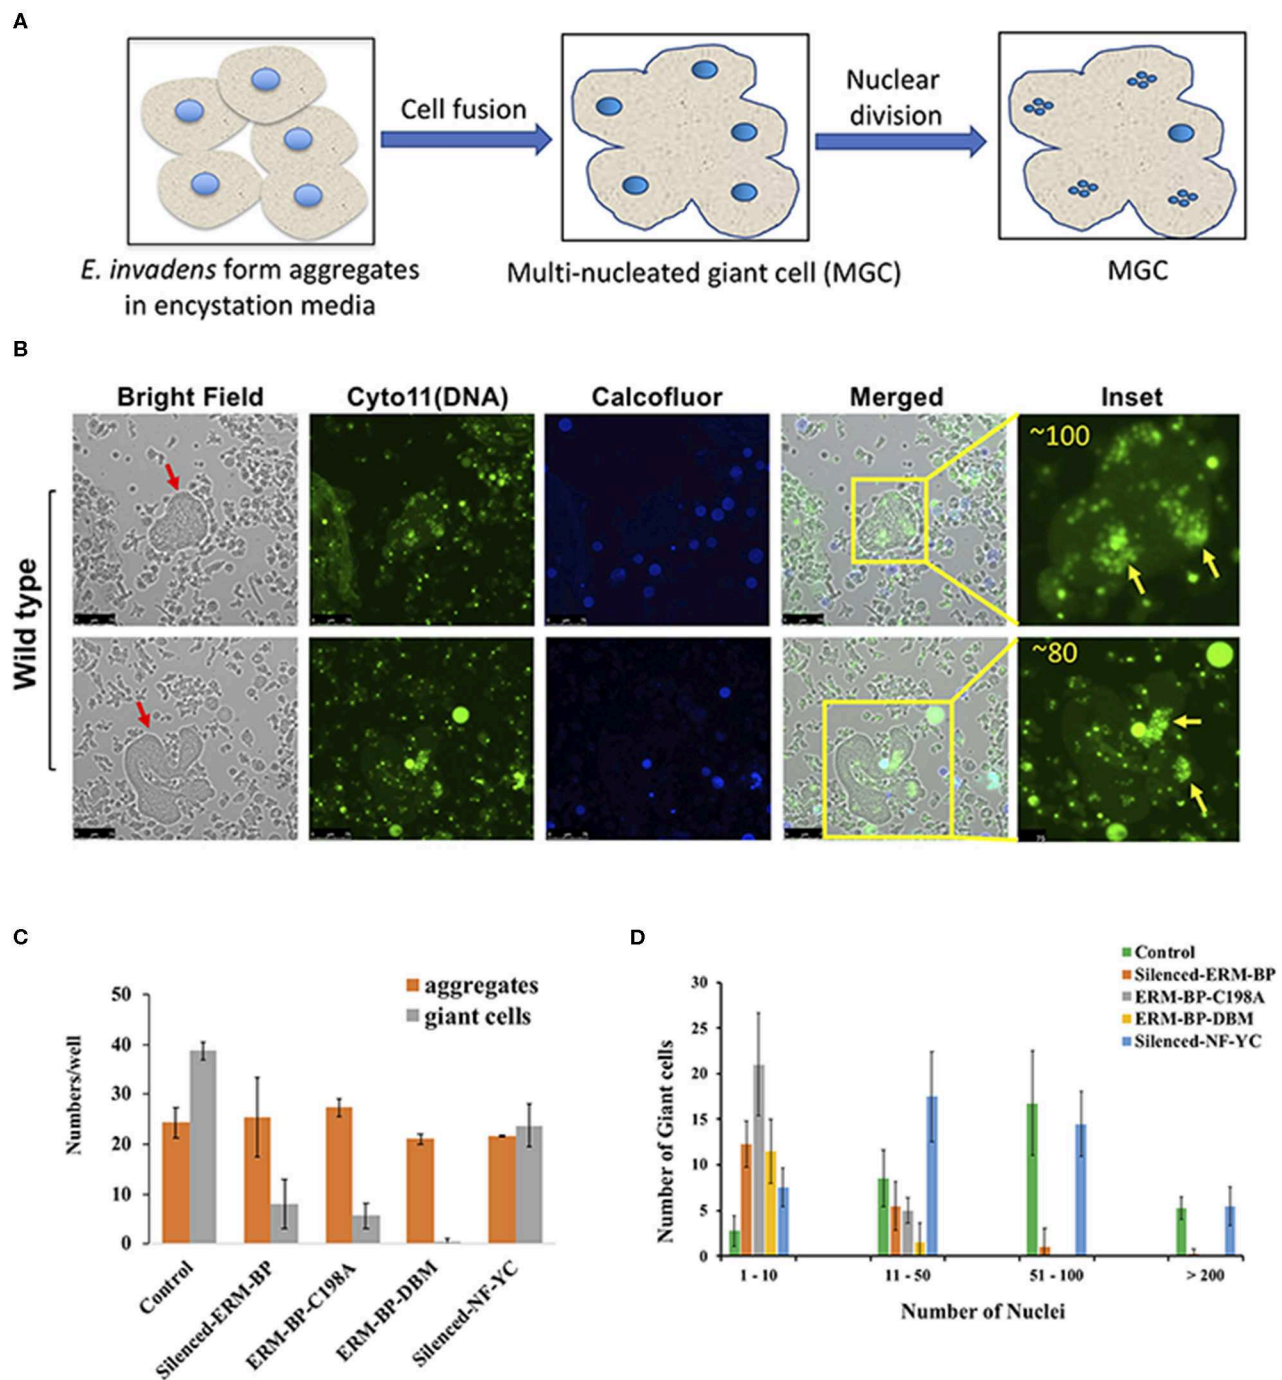 A
Cell fusion
Nuclear
division
E. invadens form aggregates
in encystation media
Multi-nucleated giant cell (MGC)
MGC
B
Bright Field
Cyto11(DNA)
Calcofluor
Merged
Inset
Wild type
~100
~80
75
C
aggregates
giant cells
Numbers/well
50
40
30
20
10
0
Control
Silenced-ERM-BP
ERM-BP-C198A
ERM-BP-DBM
Silenced-NF-YC
D
Control
Silenced-ERM-BP
ERM-BP-C198A
ERM-BP-DBM
Silenced-NF-YC
Number of Giant cells
30
25
20
15
10
5
0
1 - 10
11 - 50
51 - 100
> 200
Number of Nuclei